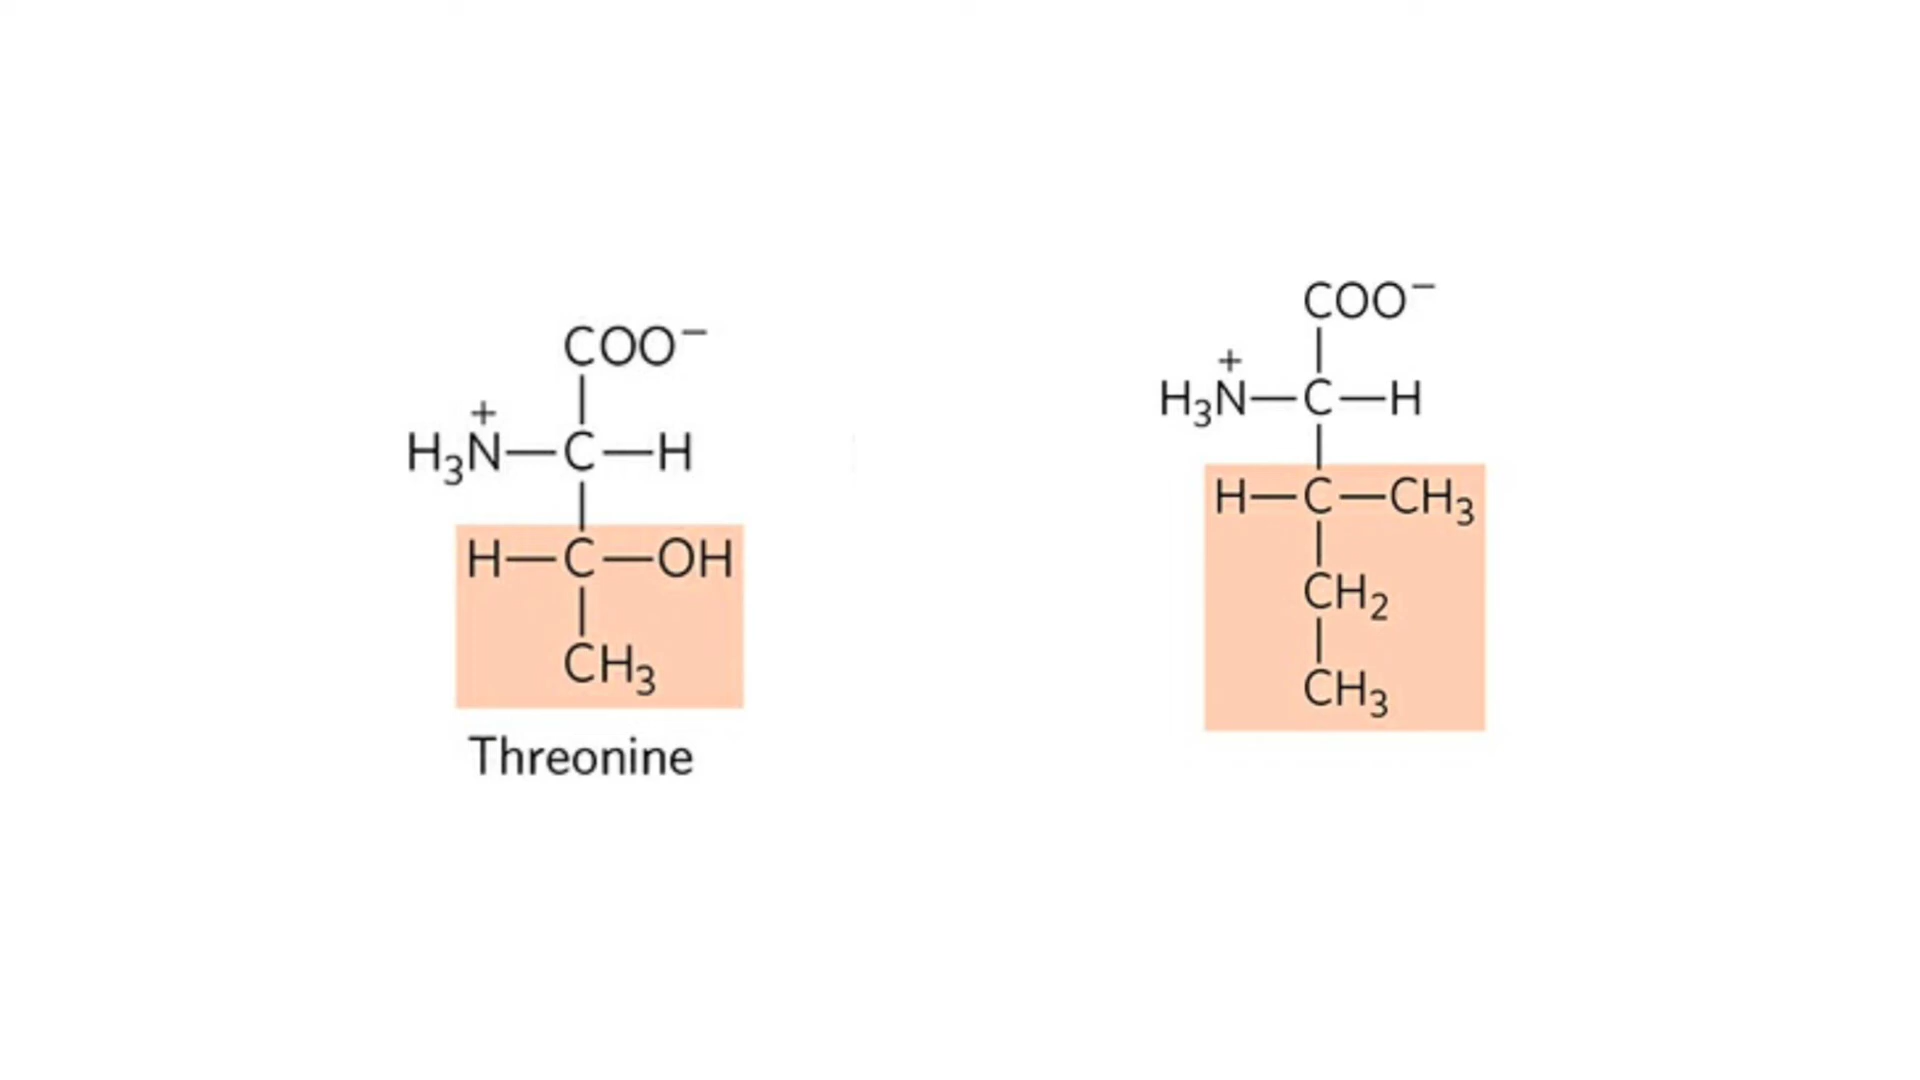 COO⁻
H₃N⁺—C—H
H—C—OH
CH₃
Threonine
COO⁻
H₃N⁺—C—H
H—C—CH₃
CH₂
CH₃